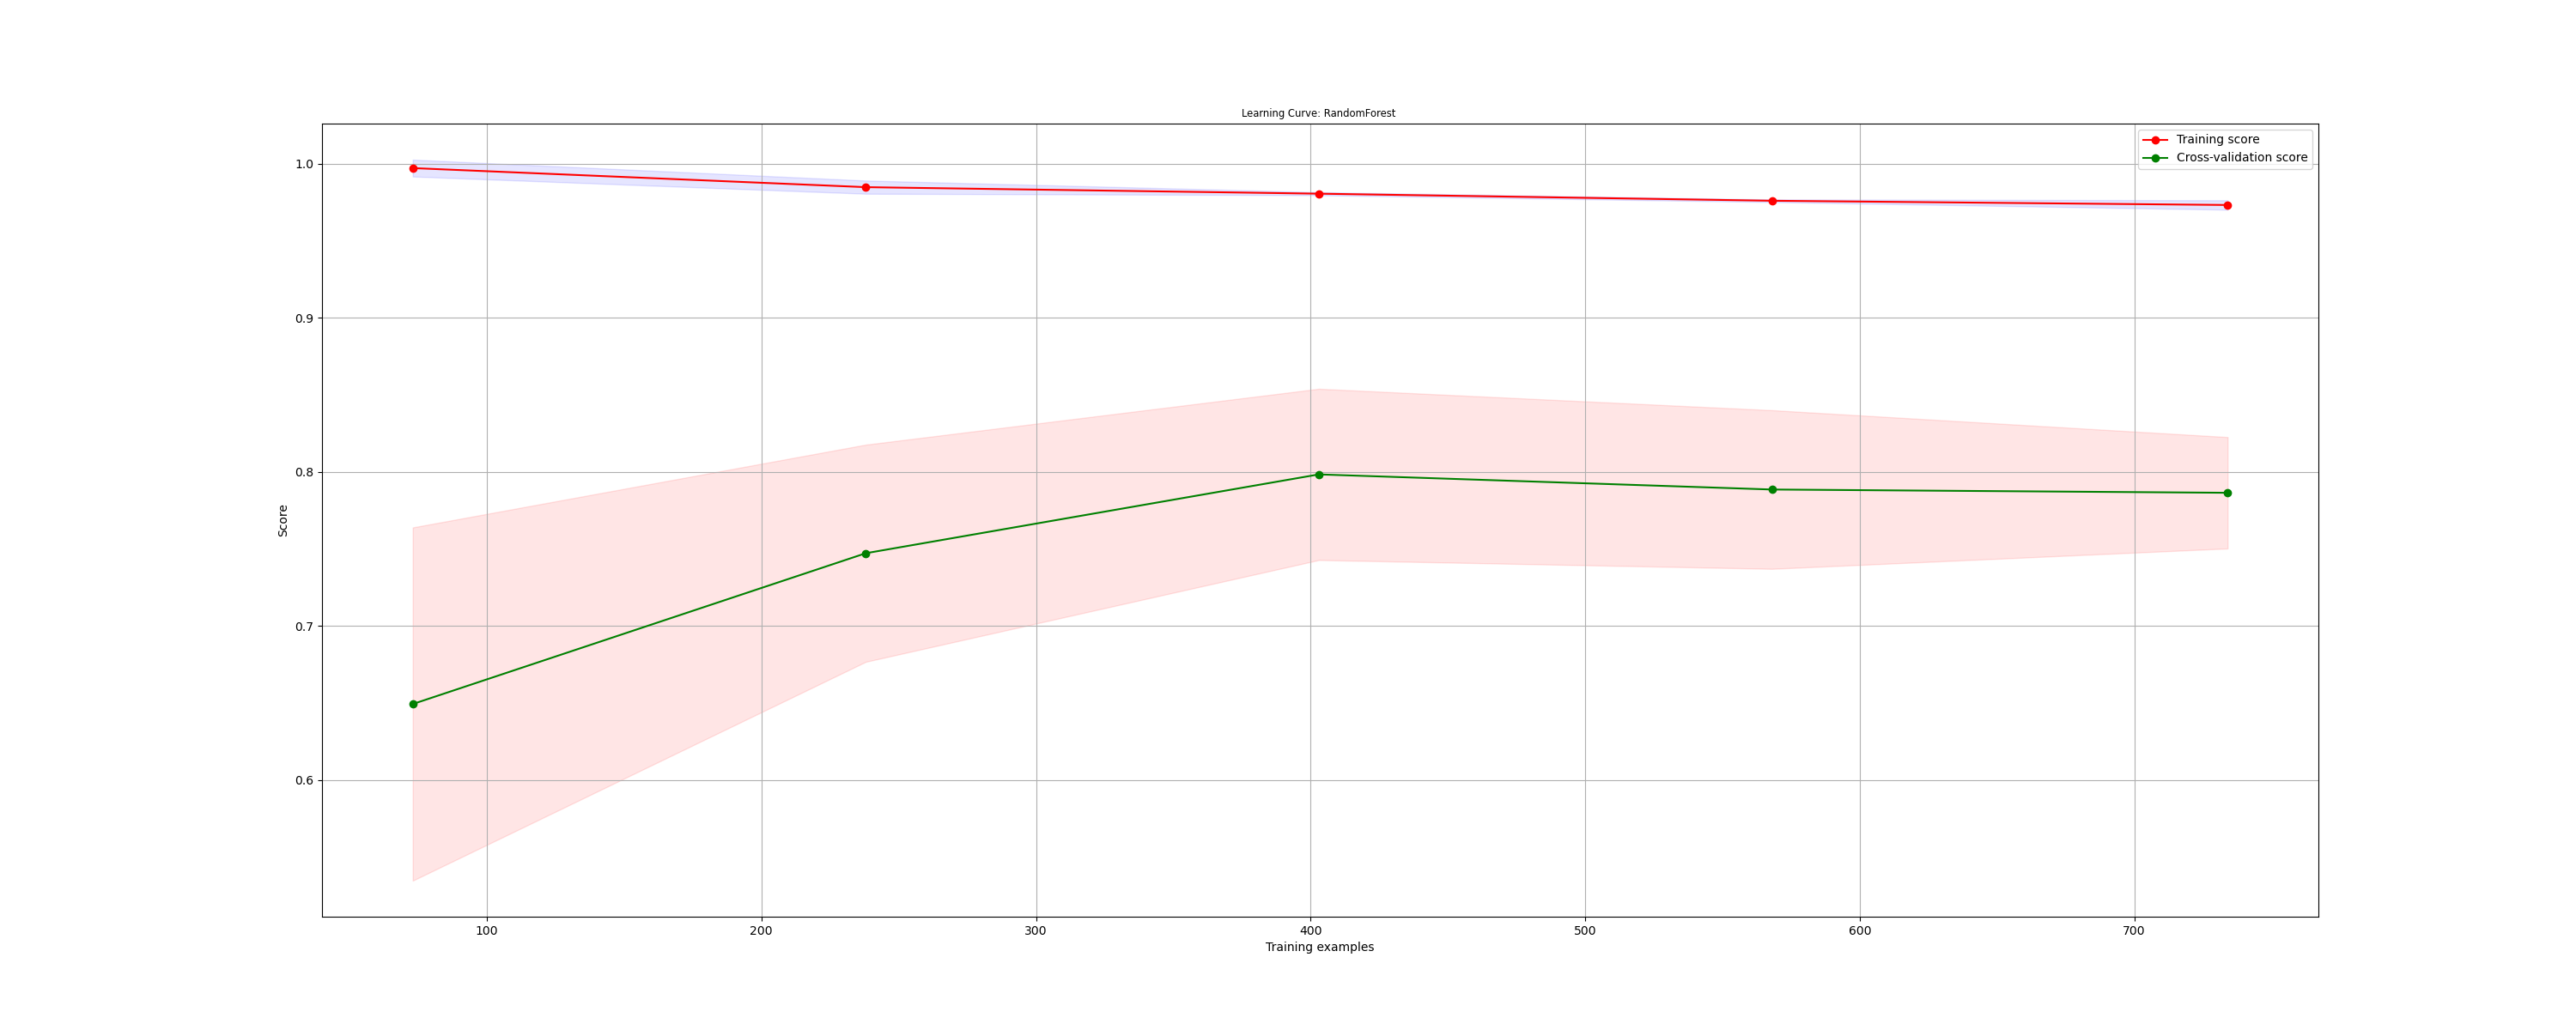 Learning Curve: RandomForest
Training score
Cross-validation score
1.0
0.9
0.8
0.7
0.6
Score
100 200 300 400 500 600 700
Training examples